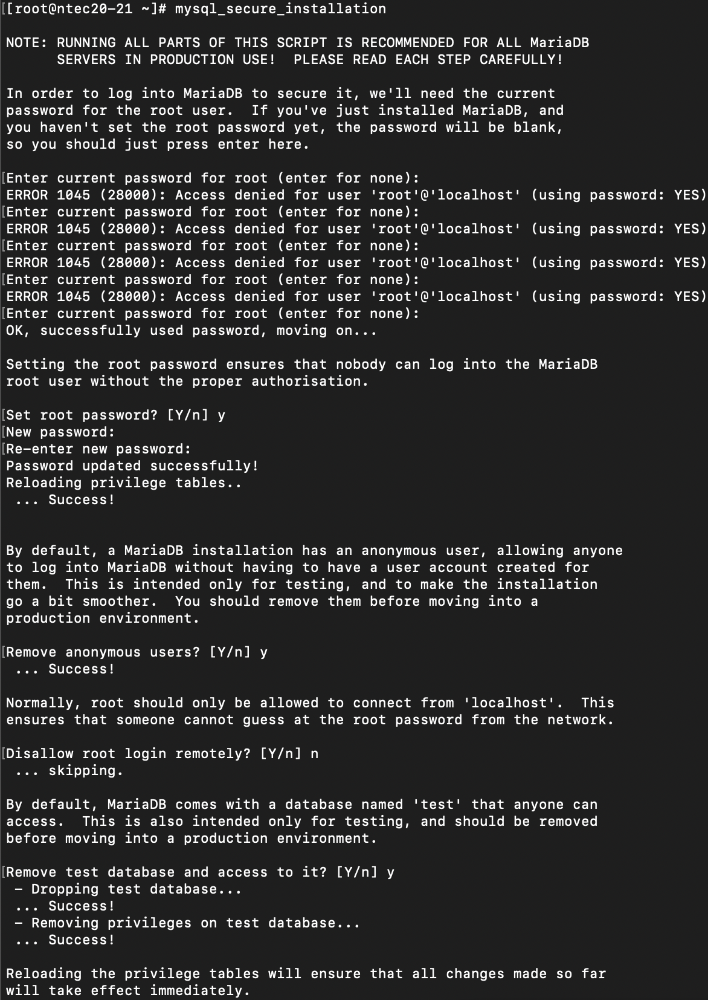 [[root@ntec20-21 ~]# mysql_secure_installation

NOTE: RUNNING ALL PARTS OF THIS SCRIPT IS RECOMMENDED FOR ALL MariaDB
      SERVERS IN PRODUCTION USE!  PLEASE READ EACH STEP CAREFULLY!

In order to log into MariaDB to secure it, we'll need the current
password for the root user.  If you've just installed MariaDB, and
you haven't set the root password yet, the password will be blank,
so you should just press enter here.

[Enter current password for root (enter for none):
ERROR 1045 (28000): Access denied for user 'root'@'localhost' (using password: YES)
[Enter current password for root (enter for none):
ERROR 1045 (28000): Access denied for user 'root'@'localhost' (using password: YES)
[Enter current password for root (enter for none):
ERROR 1045 (28000): Access denied for user 'root'@'localhost' (using password: YES)
[Enter current password for root (enter for none):
ERROR 1045 (28000): Access denied for user 'root'@'localhost' (using password: YES)
[Enter current password for root (enter for none):
OK, successfully used password, moving on...

Setting the root password ensures that nobody can log into the MariaDB
root user without the proper authorisation.

[Set root password? [Y/n] y
[New password:
[Re-enter new password:
Password updated successfully!
Reloading privilege tables..
 ... Success!


By default, a MariaDB installation has an anonymous user, allowing anyone
to log into MariaDB without having to have a user account created for
them.  This is intended only for testing, and to make the installation
go a bit smoother.  You should remove them before moving into a
production environment.

[Remove anonymous users? [Y/n] y
 ... Success!

Normally, root should only be allowed to connect from 'localhost'.  This
ensures that someone cannot guess at the root password from the network.

[Disallow root login remotely? [Y/n] n
 ... skipping.

By default, MariaDB comes with a database named 'test' that anyone can
access.  This is also intended only for testing, and should be removed
before moving into a production environment.

[Remove test database and access to it? [Y/n] y
 - Dropping test database...
 ... Success!
 - Removing privileges on test database...
 ... Success!

Reloading the privilege tables will ensure that all changes made so far
will take effect immediately.